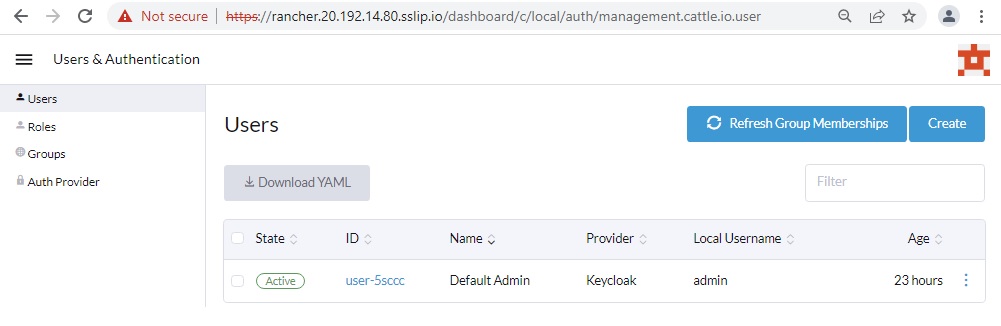 Not secure https://rancher.20.192.14.80.sslip.io/dashboard/c/local/auth/management.cattle.io.user
Users & Authentication
Users
Roles
Groups
Auth Provider
Users
Refresh Group Memberships Create
Download YAML
Filter
State ID Name Provider Local Username Age
Active user-5sccc Default Admin Keycloak admin 23 hours